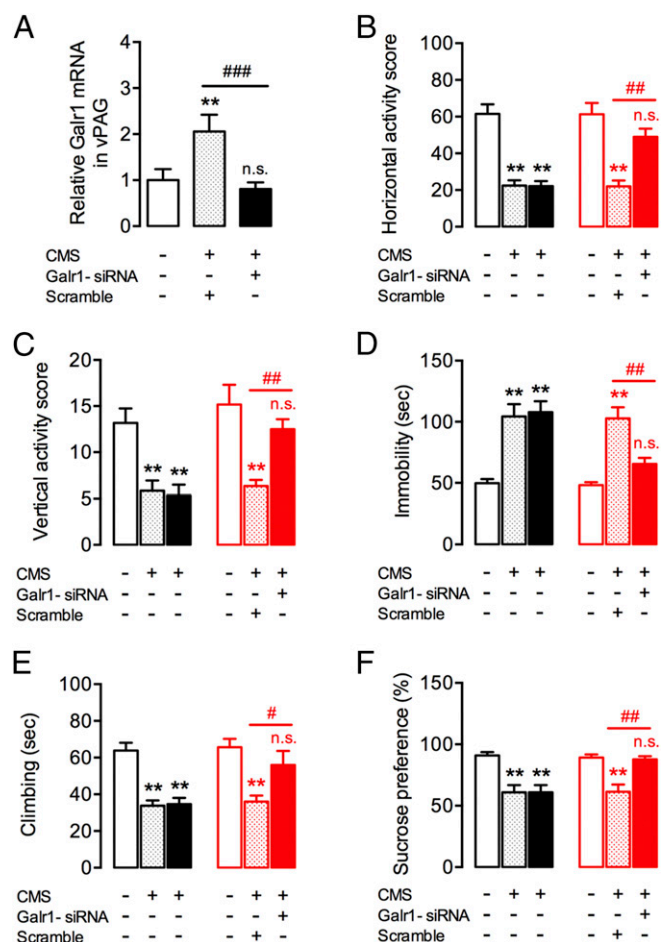 A
Relative Galr1 mRNA
in vPAG
4
3
2
1
0
###
**
n.s.
CMS - + +
Galr1- siRNA - - +
Scramble - + -
B
Horizontal activity score
100
80
60
40
20
0
##
n.s.
** ** **
CMS - + + - + +
Galr1- siRNA - - - - - +
Scramble - - - - + -
C
Vertical activity score
20
15
10
5
0
##
n.s.
** ** **
CMS - + + - + +
Galr1- siRNA - - - - - +
Scramble - - - - + -
D
Immobility (sec)
150
100
50
0
##
** ** **
n.s.
CMS - + + - + +
Galr1- siRNA - - - - - +
Scramble - - - - + -
E
Climbing (sec)
100
80
60
40
20
0
#
n.s.
** ** **
CMS - + + - + +
Galr1- siRNA - - - - - +
Scramble - - - - + -
F
Sucrose preference (%)
150
100
50
0
##
n.s.
** ** **
CMS - + + - + +
Galr1- siRNA - - - - - +
Scramble - - - - + -